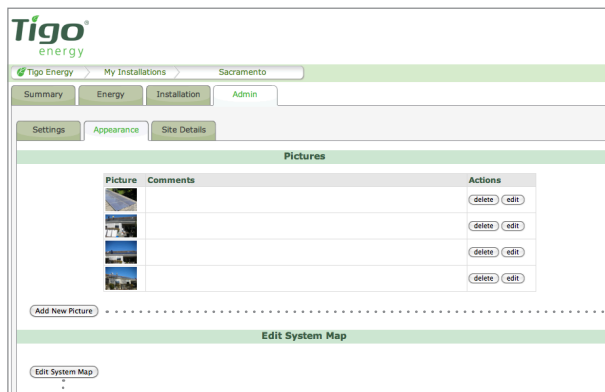 Tigo®
energy
Tigo Energy My Installations Sacramento
Summary Energy Installation Admin
Settings Appearance Site Details
Pictures
Picture Comments Actions
delete edit
delete edit
delete edit
delete edit
Add New Picture
Edit System Map
Edit System Map